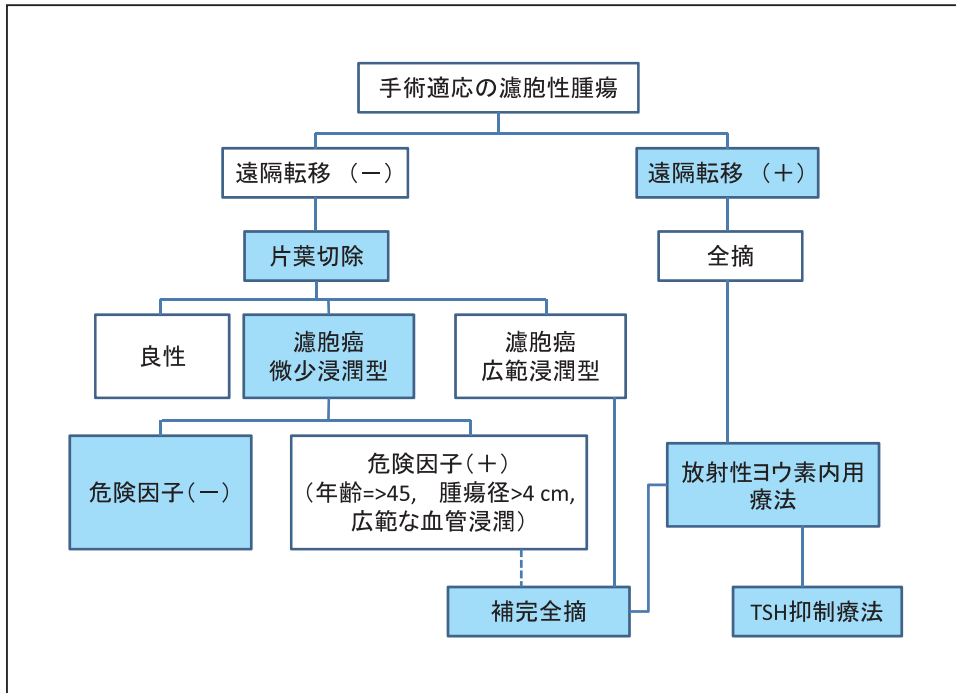 手術適応の濾胞性腫瘍
遠隔転移 （－）
遠隔転移 （＋）
片葉切除
全摘
良性
濾胞癌
微少浸潤型
濾胞癌
広範浸潤型
危険因子（－）
危険因子（＋）
（年齢=>45, 腫瘍径>4 cm,
広範な血管浸潤）
放射性ヨウ素内用
療法
補完全摘
TSH抑制療法